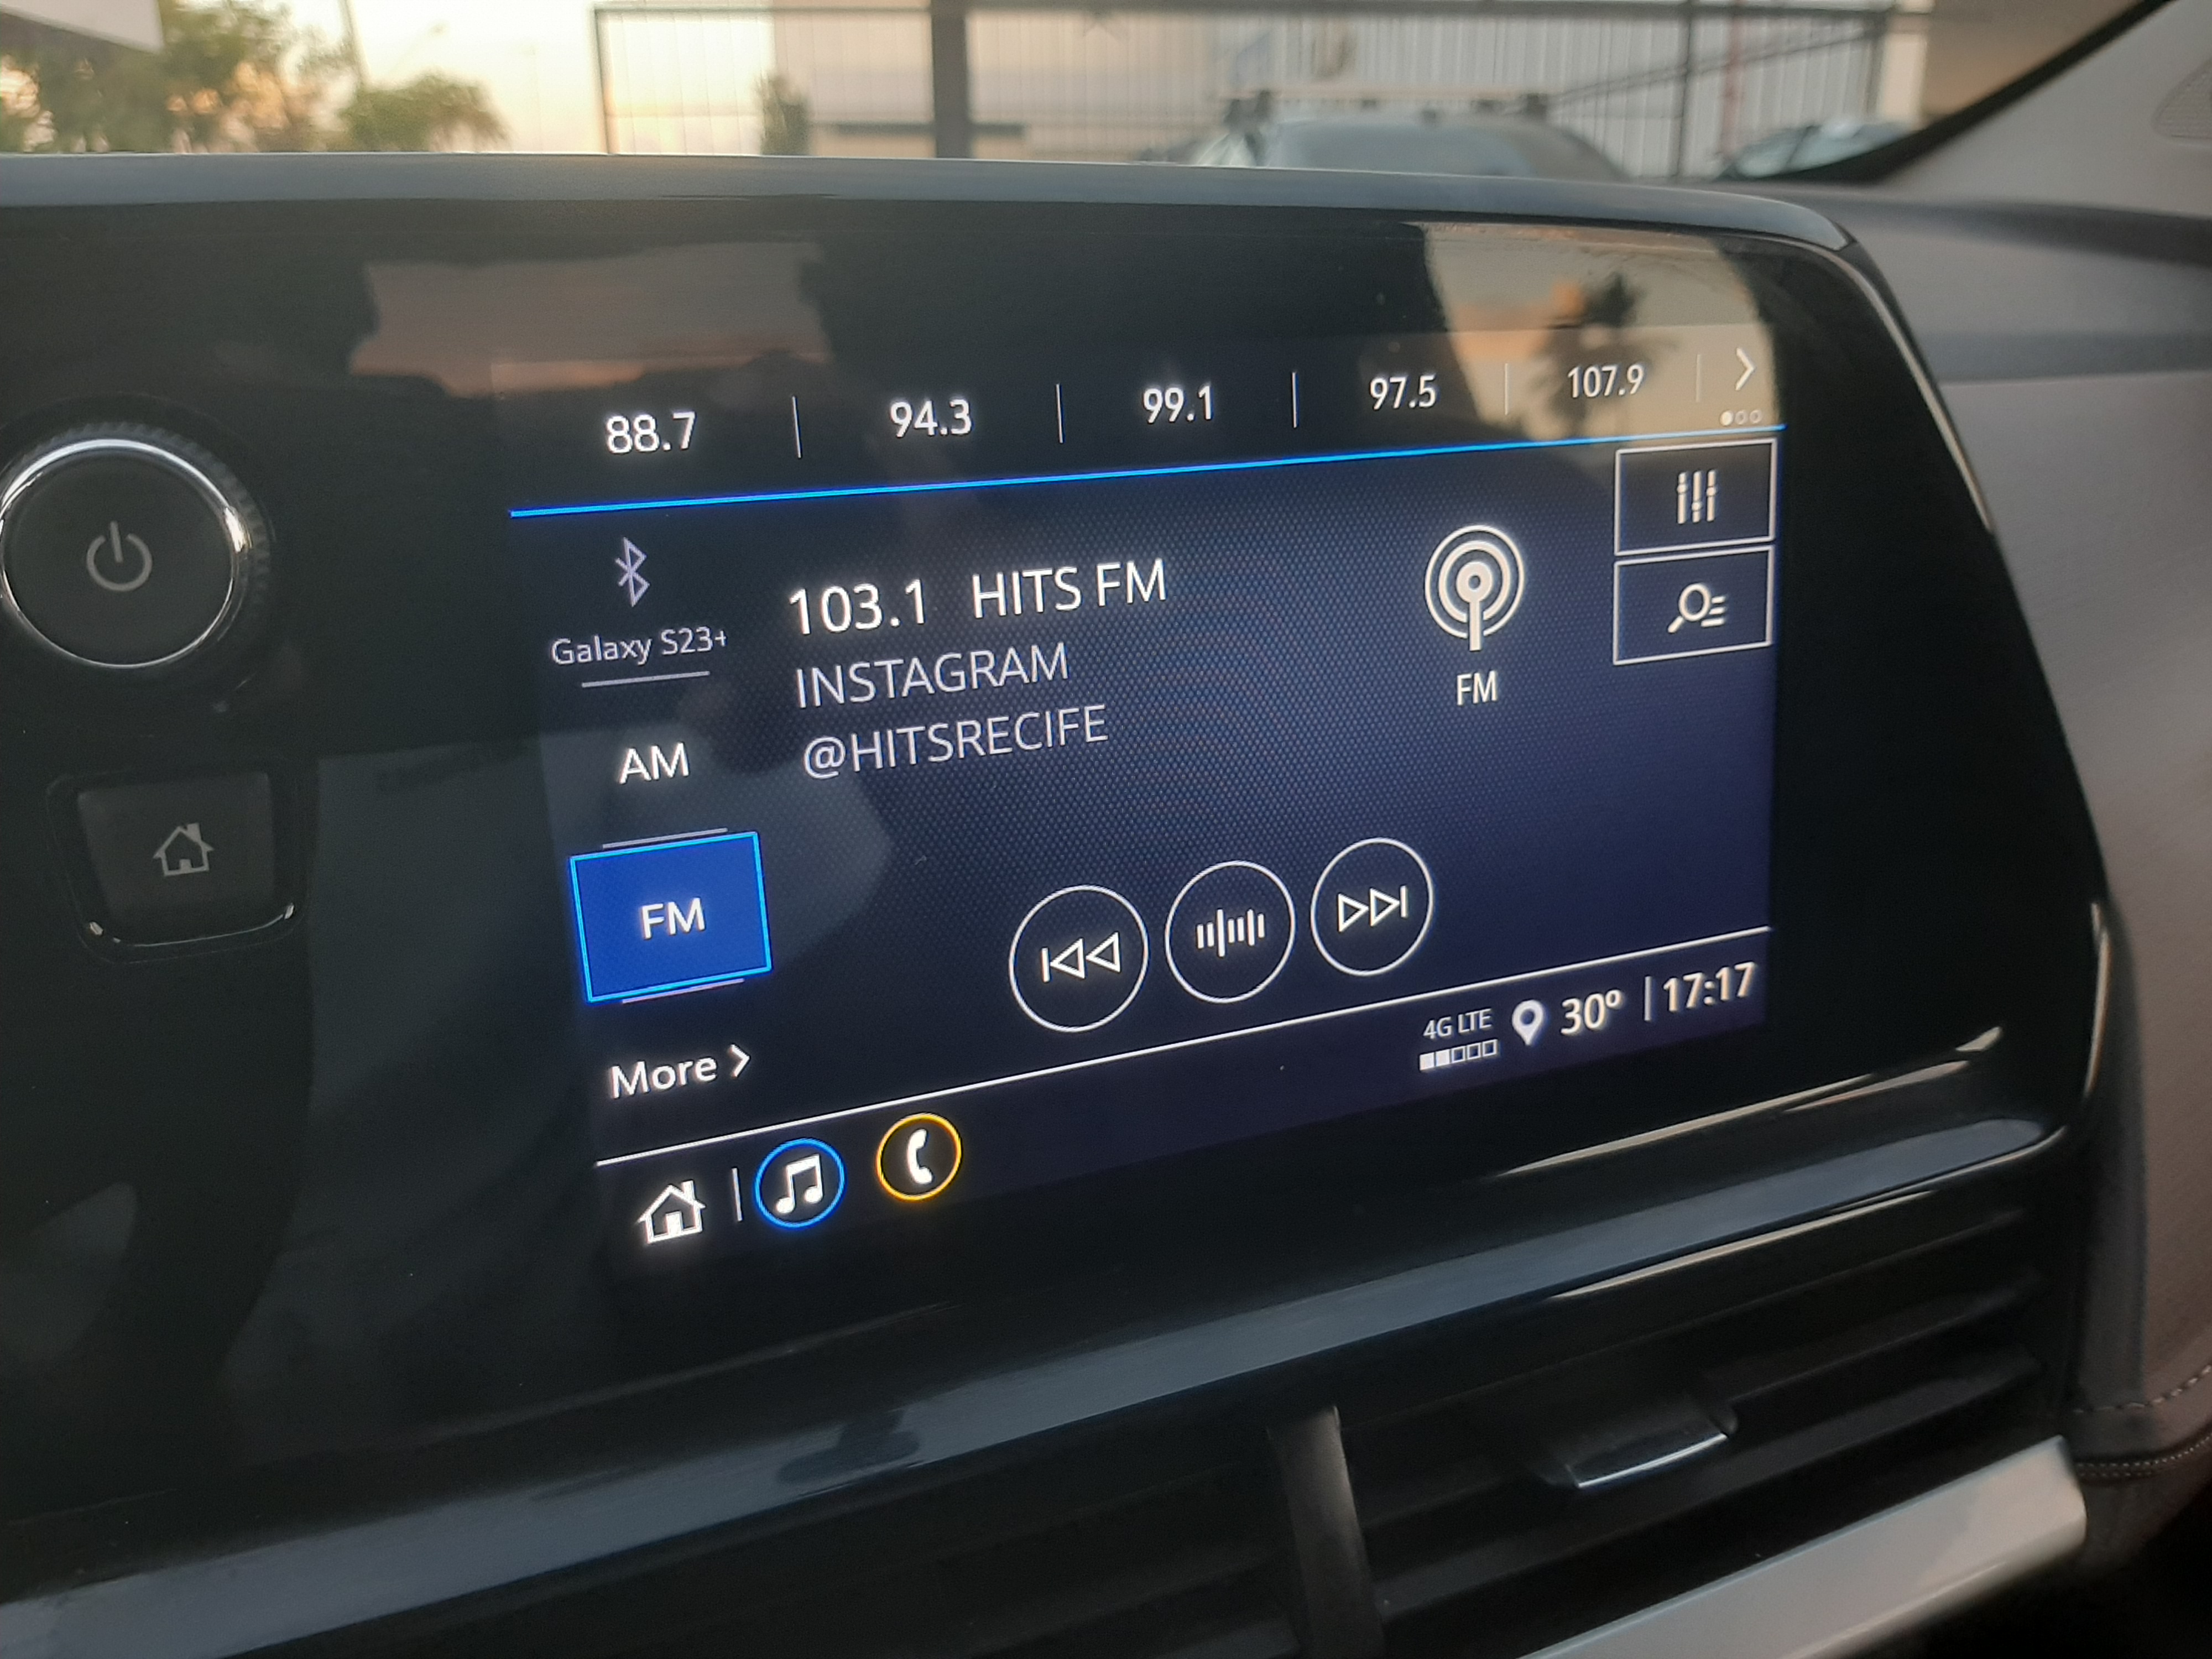 88.7 | 94.3 | 99.1 | 97.5 | 107.9
Galaxy S23+
103.1 HITS FM
INSTAGRAM
@HITSRECIFE
FM
AM
FM
More
4G LTE 30° | 17:17